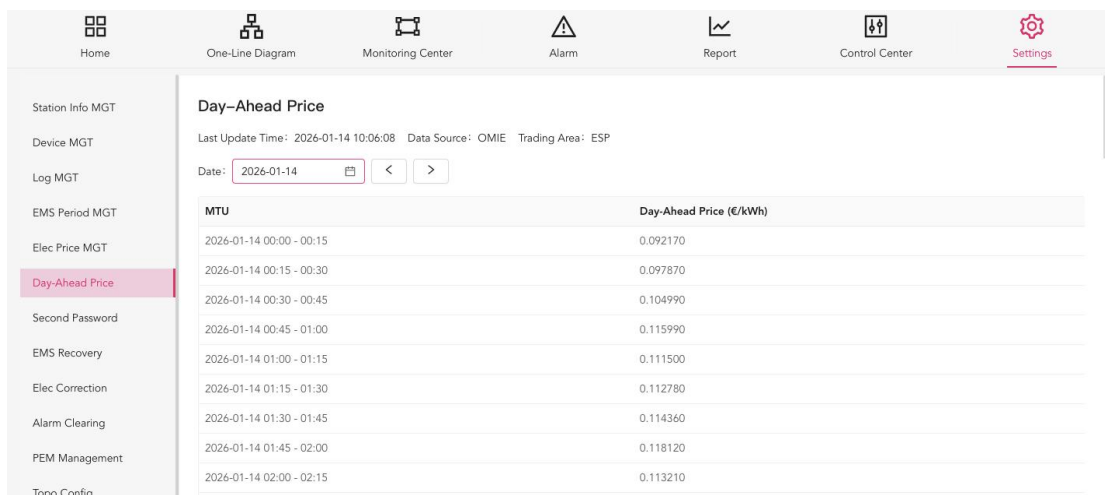 Home One-Line Diagram Monitoring Center Alarm Report Control Center Settings
Station Info MGT
Device MGT
Log MGT
EMS Period MGT
Elec Price MGT
Day-Ahead Price
Second Password
EMS Recovery
Elec Correction
Alarm Clearing
PEM Management
Topo Config
Day-Ahead Price
Last Update Time: 2026-01-14 10:06:08 Data Source: OMIE Trading Area: ESP
Date: 2026-01-14 < >
MTU Day-Ahead Price (€/kWh)
2026-01-14 00:00 - 00:15 0.092170
2026-01-14 00:15 - 00:30 0.097870
2026-01-14 00:30 - 00:45 0.104990
2026-01-14 00:45 - 01:00 0.115990
2026-01-14 01:00 - 01:15 0.111500
2026-01-14 01:15 - 01:30 0.112780
2026-01-14 01:30 - 01:45 0.114360
2026-01-14 01:45 - 02:00 0.118120
2026-01-14 02:00 - 02:15 0.113210